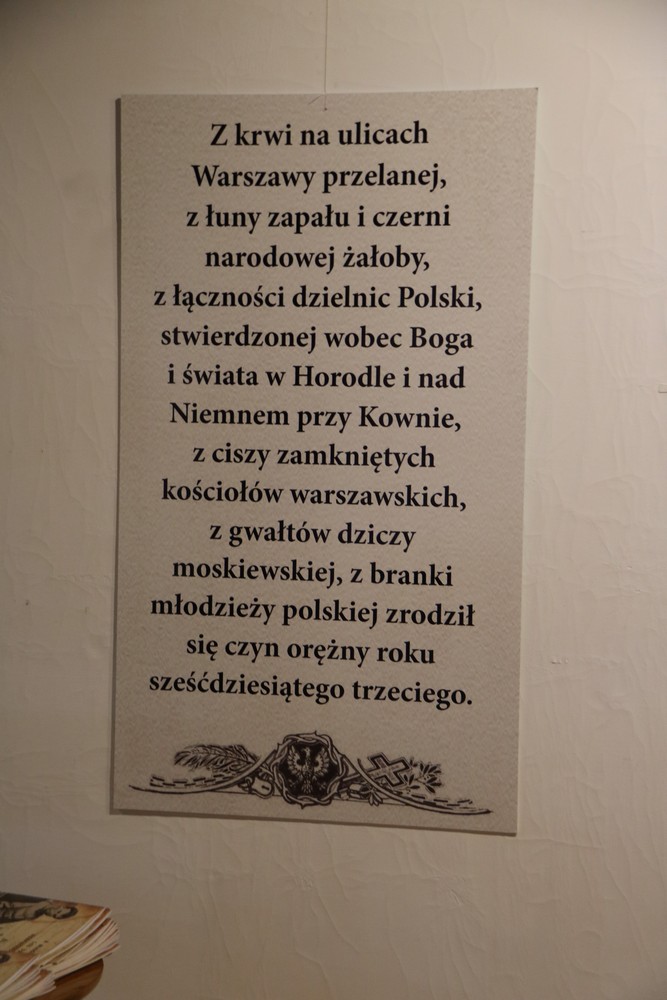 Z krwi na ulicach
Warszawy przelanej,
z łuny zapału i czerni
narodowej żałoby,
z łączności dzielnic Polski,
stwierdzonej wobec Boga
i świata w Horodle i nad
Niemnem przy Kownie,
z ciszy zamkniętych
kościołów warszawskich,
z gwałtów dziczy
moskiewskiej, z branki
młodzieży polskiej zrodził
się czyn orężny roku
sześćdziesiątego trzeciego.